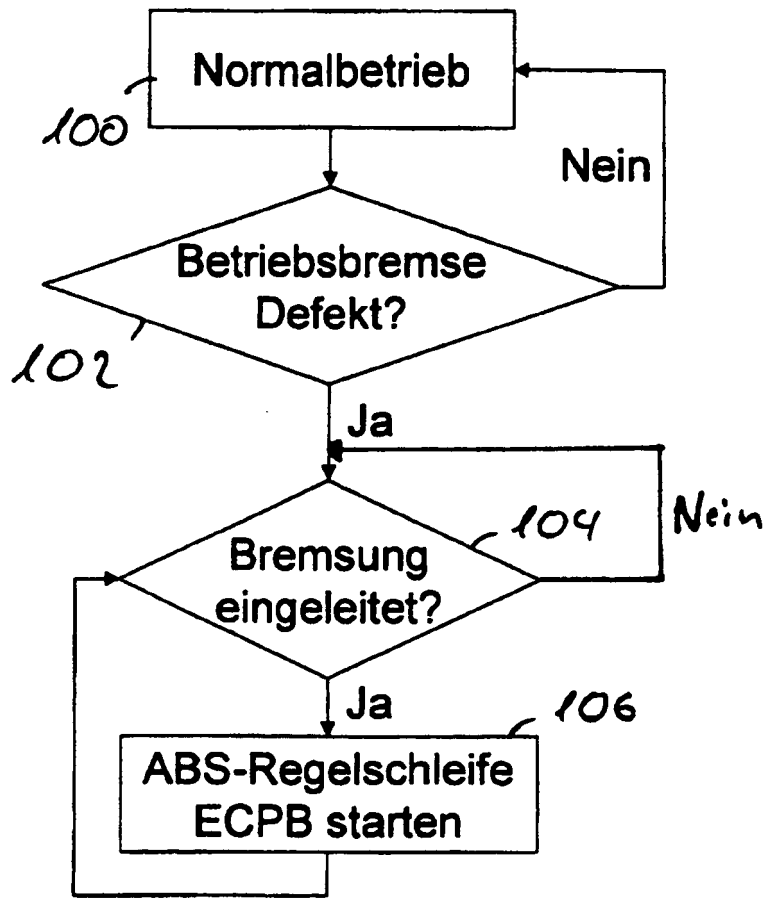 Normalbetrieb
100
Nein
Betriebsbremse
Defekt?
102
Ja
104
Nein
Bremsung
eingeleitet?
Ja
106
ABS-Regelschleife
ECPB starten